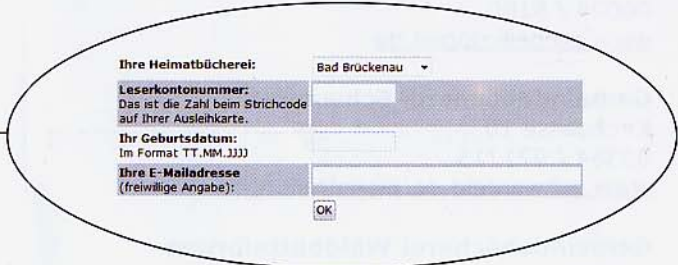 Ihre Heimatbücherei: Bad Brückenau
Leserkontonummer:
Das ist die Zahl beim Strichcode
auf Ihrer Ausleihkarte.
Ihr Geburtsdatum:
Im Format TT.MM.JJJJ
Ihre E-Mailadresse
(freiwillige Angabe):
OK